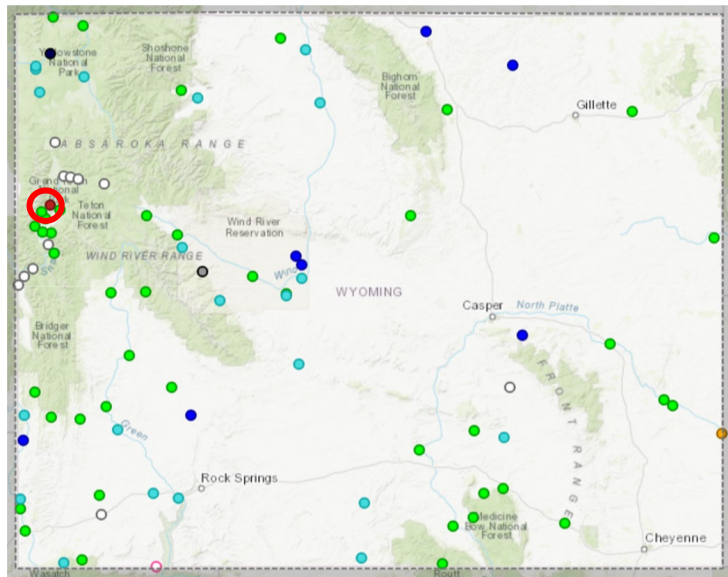 Yellowstone
National
Park
Shoshone
National
Forest
Bighorn
National
Forest
Gillette
ABSAROKA RANGE
National
Teton
National
Forest
Wind River
Reservation
WIND RIVER RANGE
Wind
WYOMING
Casper
North Platte
Bridger
National
Forest
FRONT RANGE
Green
Rock Springs
Medicine
Bow National
Forest
Cheyenne